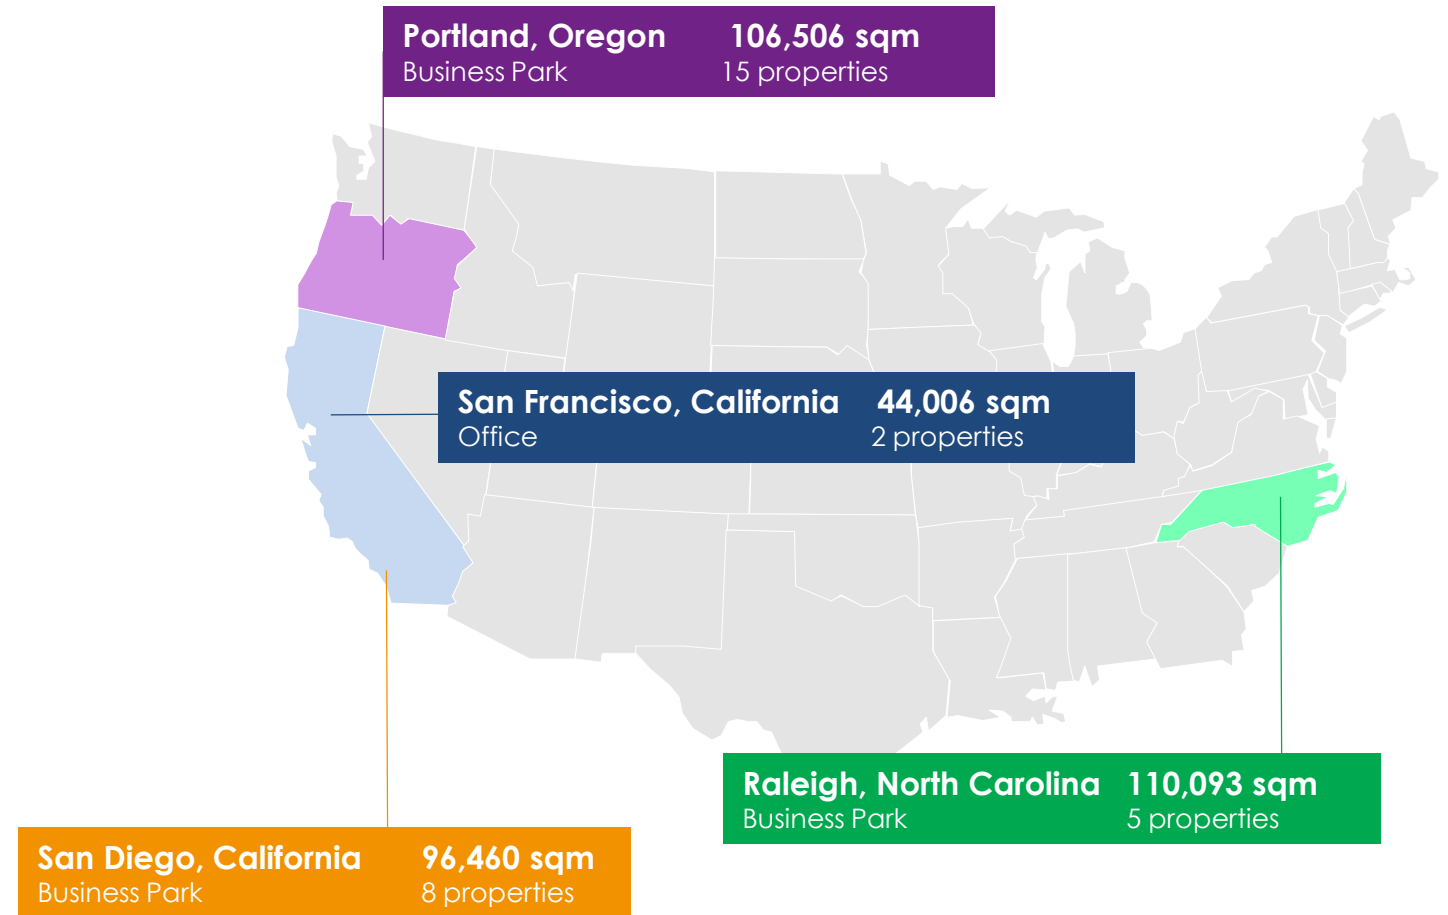 Portland, Oregon 106,506 sqm
Business Park 15 properties
San Francisco, California 44,006 sqm
Office 2 properties
Raleigh, North Carolina 110,093 sqm
Business Park 5 properties
San Diego, California 96,460 sqm
Business Park 8 properties